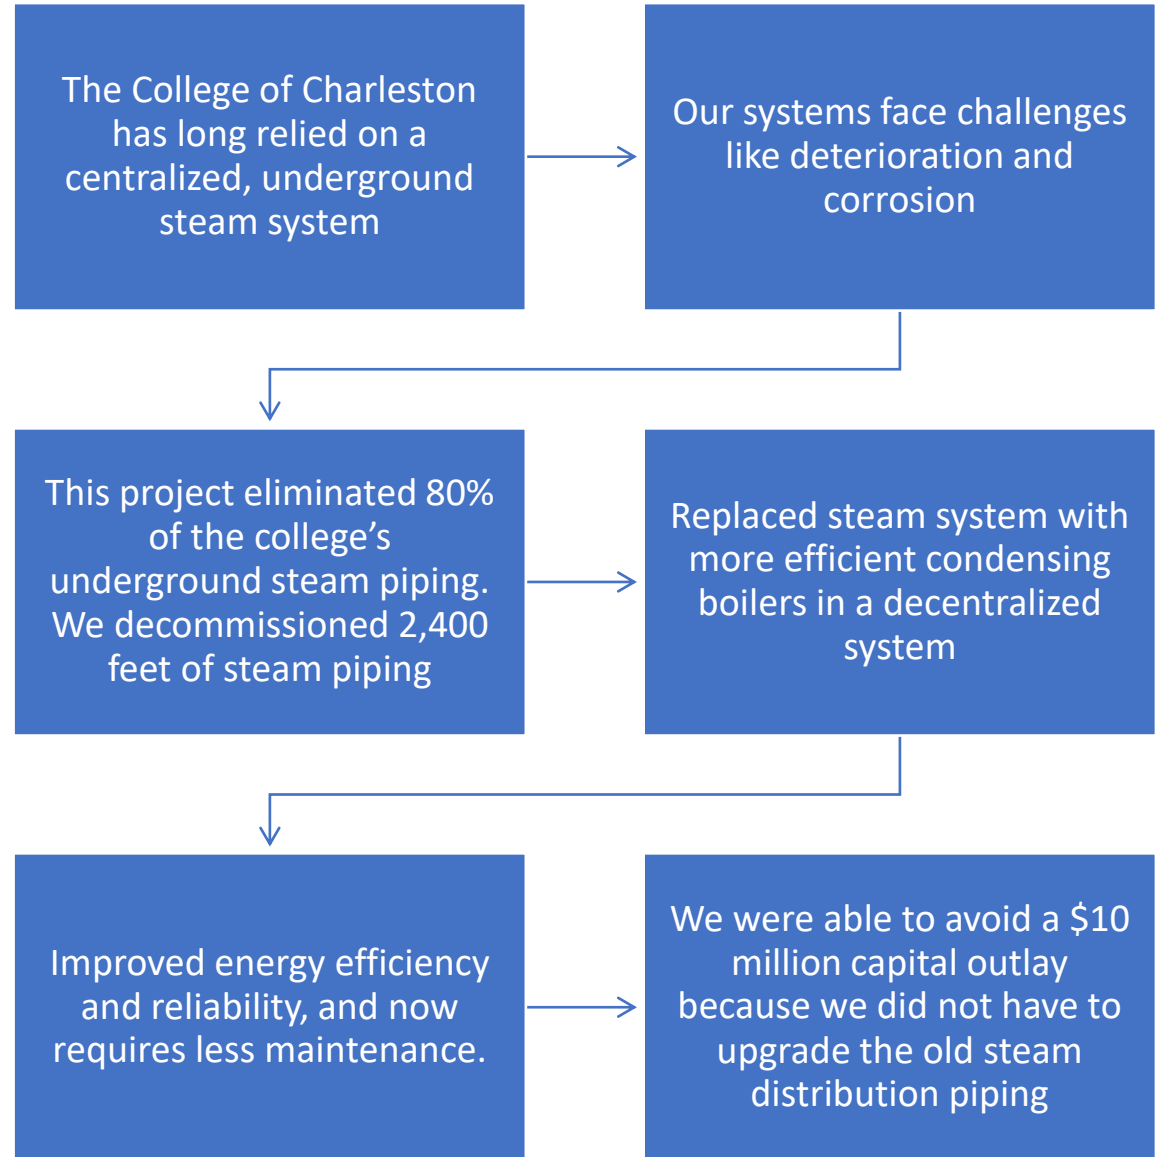 The College of Charleston
has long relied on a
centralized, underground
steam system
Our systems face challenges
like deterioration and
corrosion
This project eliminated 80%
of the college’s
underground steam piping.
We decommissioned 2,400
feet of steam piping
Replaced steam system with
more efficient condensing
boilers in a decentralized
system
Improved energy efficiency
and reliability, and now
requires less maintenance.
We were able to avoid a $10
million capital outlay
because we did not have to
upgrade the old steam
distribution piping